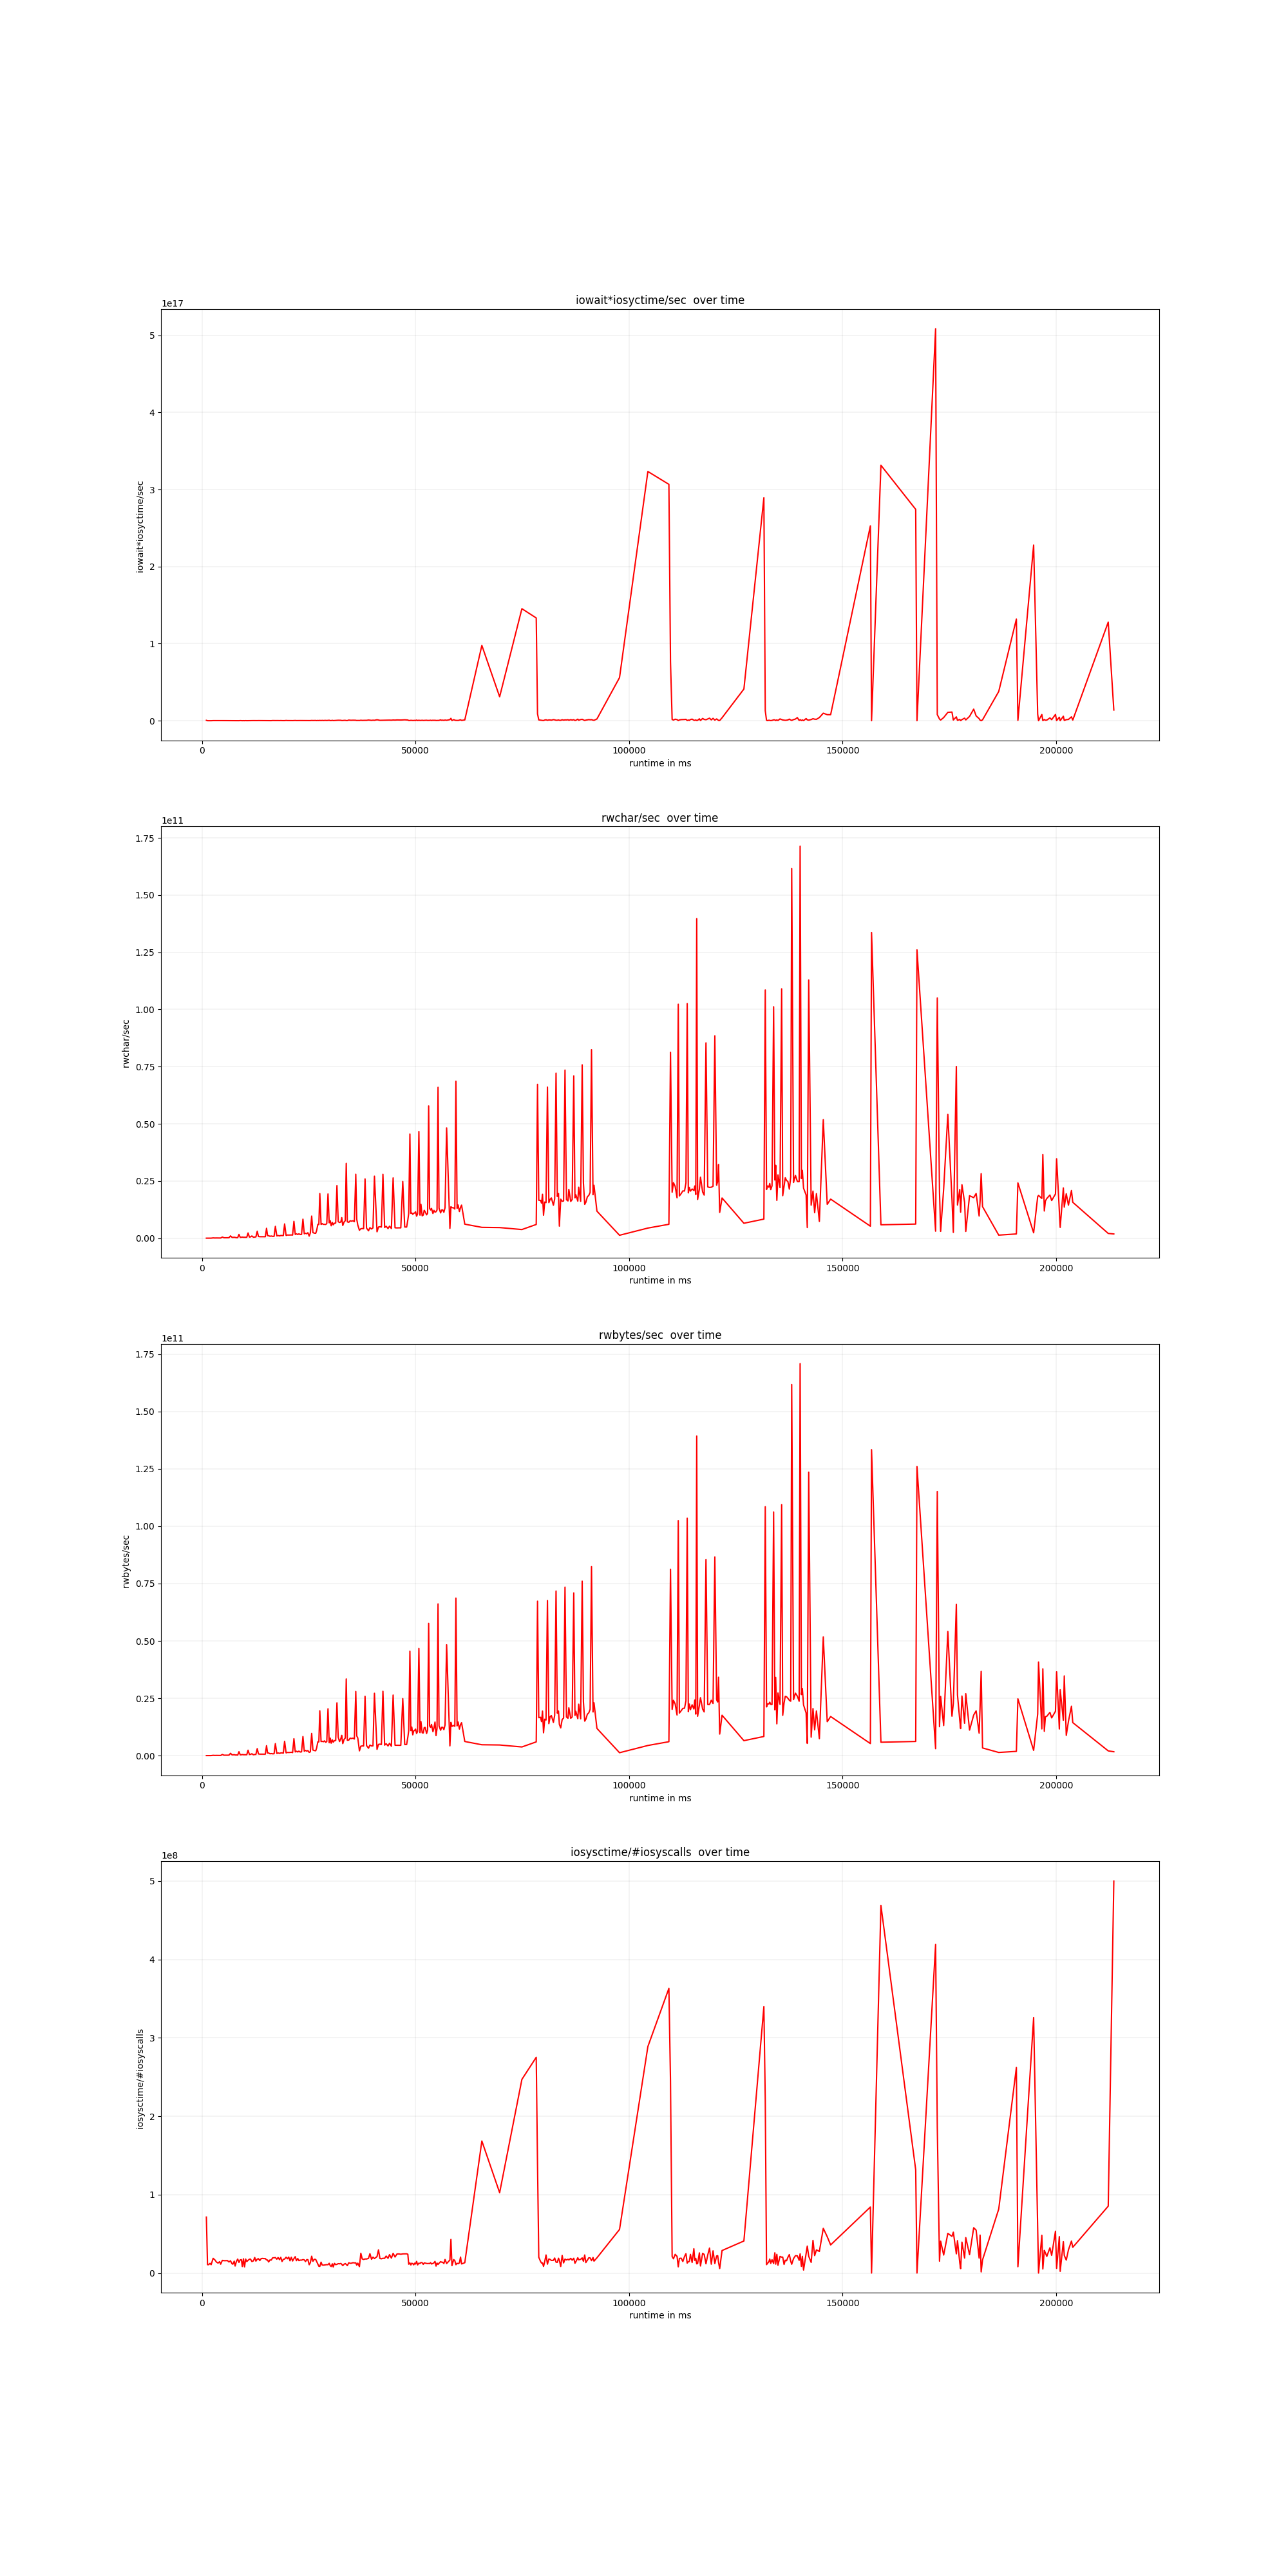 iowait*iosyctime/sec  over time
1e17
5
4
3
2
1
0
iowait*iosyctime/sec
0 50000 100000 150000 200000
runtime in ms
rwchar/sec  over time
1e11
1.75
1.50
1.25
1.00
0.75
0.50
0.25
0.00
rwchar/sec
0 50000 100000 150000 200000
runtime in ms
rwbytes/sec  over time
1e11
1.75
1.50
1.25
1.00
0.75
0.50
0.25
0.00
rwbytes/sec
0 50000 100000 150000 200000
runtime in ms
iosysctime/#iosyscalls  over time
1e8
5
4
3
2
1
0
iosysctime/#iosyscalls
0 50000 100000 150000 200000
runtime in ms